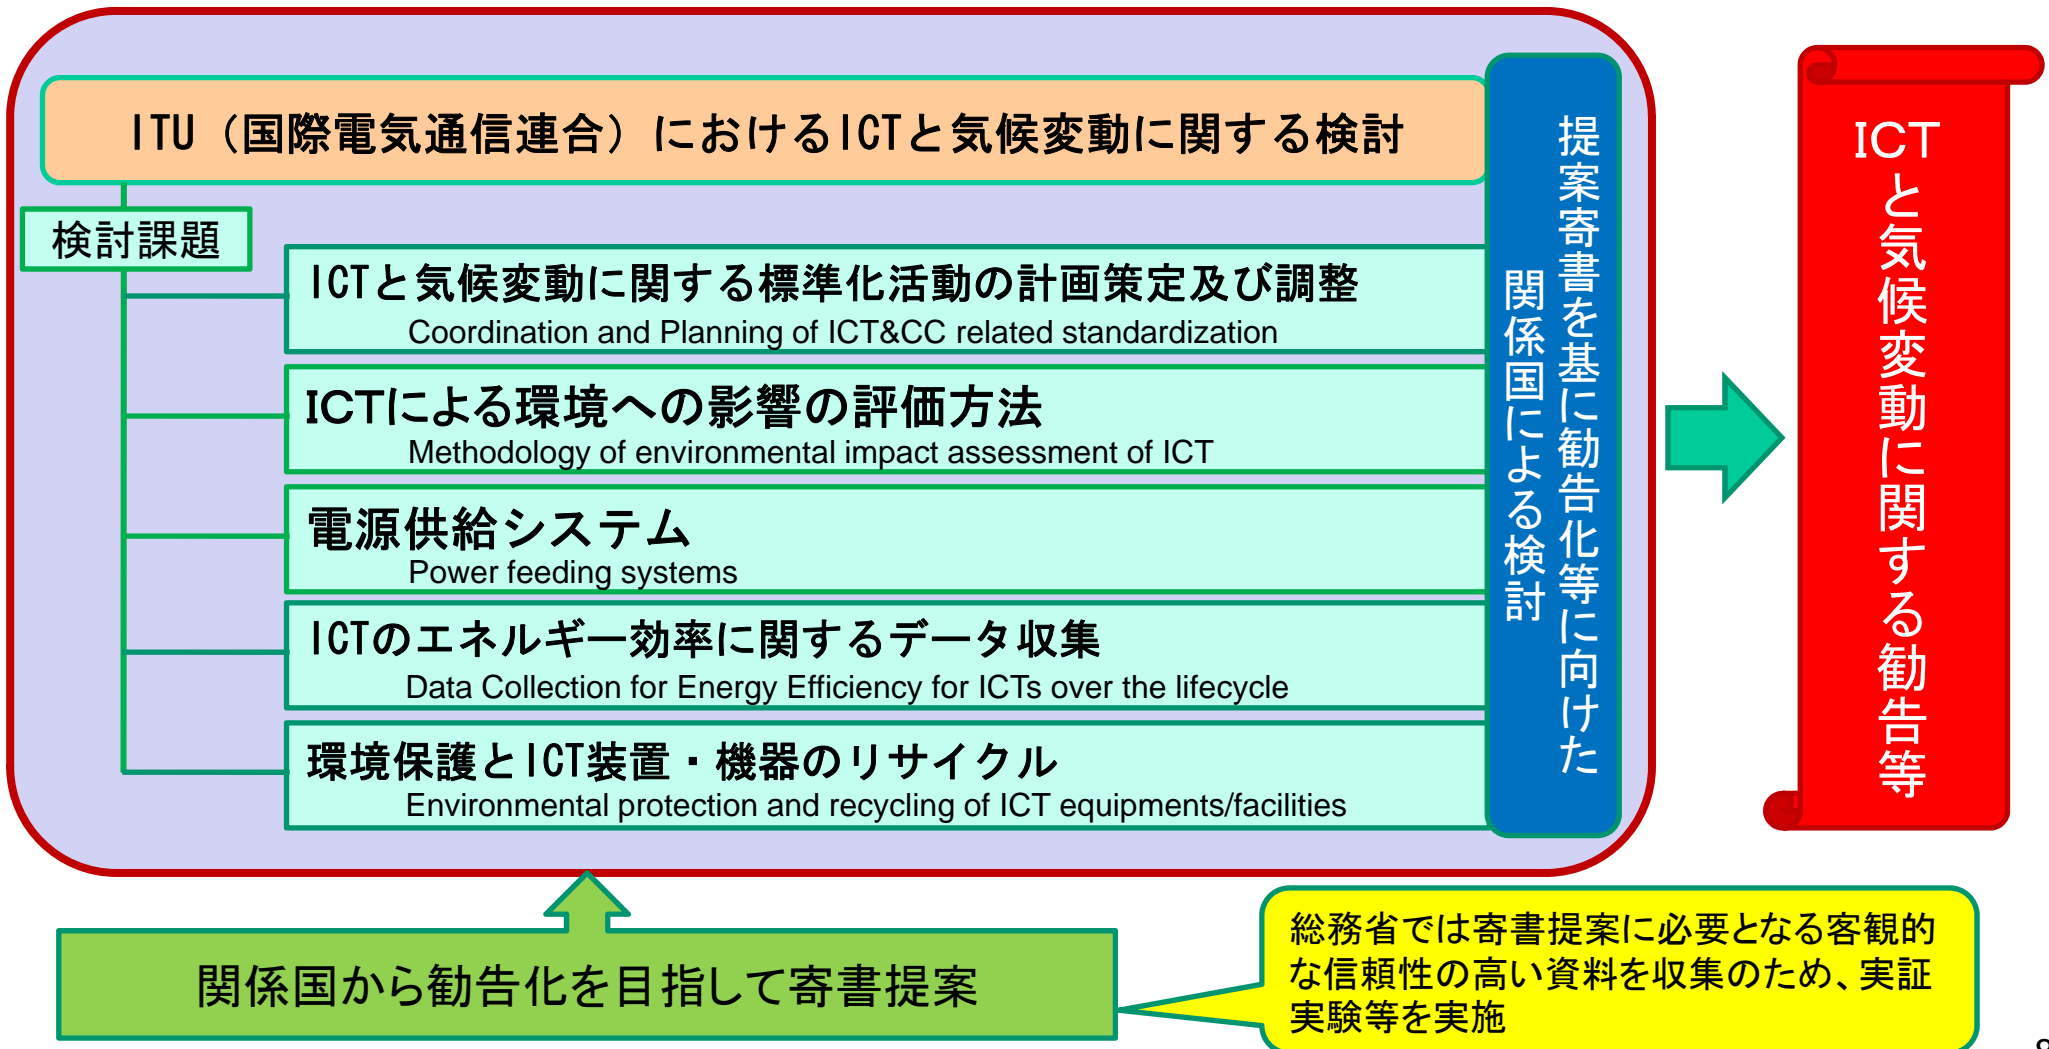 ITU（国際電気通信連合）におけるICTと気候変動に関する検討
検討課題
ICTと気候変動に関する標準化活動の計画策定及び調整
Coordination and Planning of ICT&CC related standardization
ICTによる環境への影響の評価方法
Methodology of environmental impact assessment of ICT
電源供給システム
Power feeding systems
ICTのエネルギー効率に関するデータ収集
Data Collection for Energy Efficiency for ICTs over the lifecycle
環境保護とICT装置・機器のリサイクル
Environmental protection and recycling of ICT equipments/facilities
提案寄書を基に勧告化等に向けた
関係国による検討
ICTと気候変動に関する勧告等
関係国から勧告化を目指して寄書提案
総務省では寄書提案に必要となる客観的
な信頼性の高い資料を収集のため、実証
実験等を実施